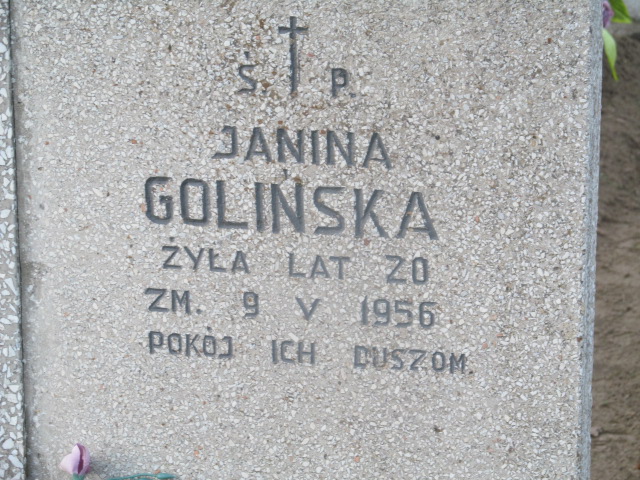 Ś. P.
JANINA
GOLIŃSKA
ŻYŁA LAT 20
ZM. 9 V 1956
POKÓJ ICH DUSZOM